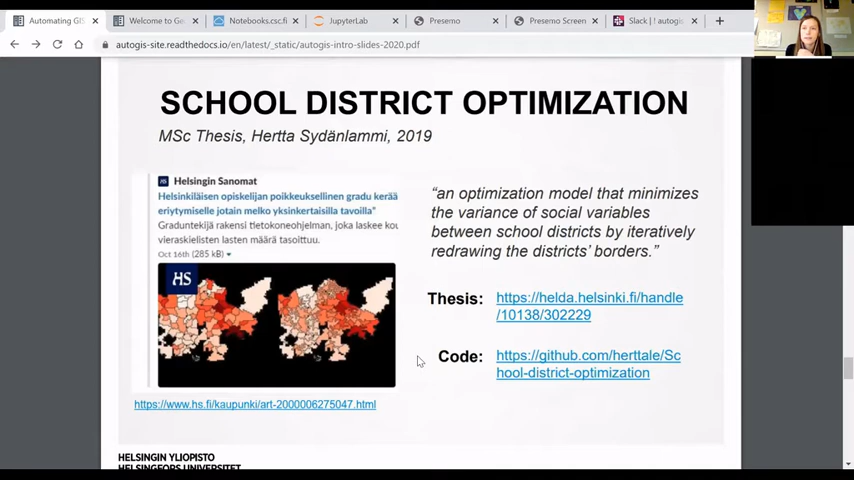 Automating GI
Welcome to Ge
Notebooks.csc.fi
JupyterLab
Presemo
Presemo Screen
Slack | ! autogis
autogis-site.readthedocs.io/en/latest/_static/autogis-intro-slides-2020.pdf
SCHOOL DISTRICT OPTIMIZATION
MSc Thesis, Hertta Sydänlammi, 2019
Helsingin Sanomat
Helsinkiläisen opiskelijan poikkeuksellinen gradu kerää
eriytymiselle jotain melko yksinkertaisilla tavoilla"
Graduntekijä rakensi tietokoneohjelman, joka laskee kou
vieraskielisten lasten määrä tasoittuu.
Oct 16th (285 kB)
HS
https://www.hs.fi/kaupunki/art-2000006275047.html
"an optimization model that minimizes
the variance of social variables
between school districts by iteratively
redrawing the districts' borders."
Thesis: https://helda.helsinki.fi/handle
/10138/302229
Code: https://github.com/herttale/Sc
hool-district-optimization
HELSINGIN YLIOPISTO
HELSINGFORS UNIVERSITET